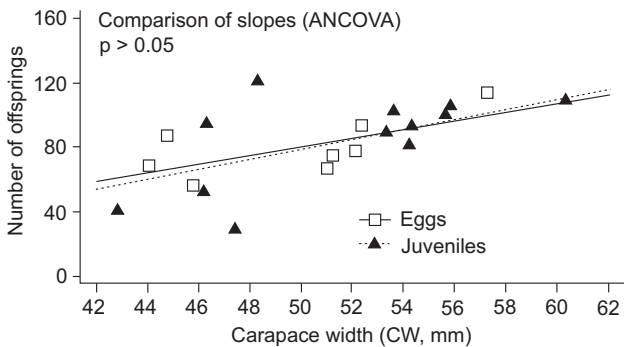 Comparison of slopes (ANCOVA)
p > 0.05
Number of offsprings
160
120
80
40
0
Eggs
Juveniles
42 44 46 48 50 52 54 56 58 60 62
Carapace width (CW, mm)